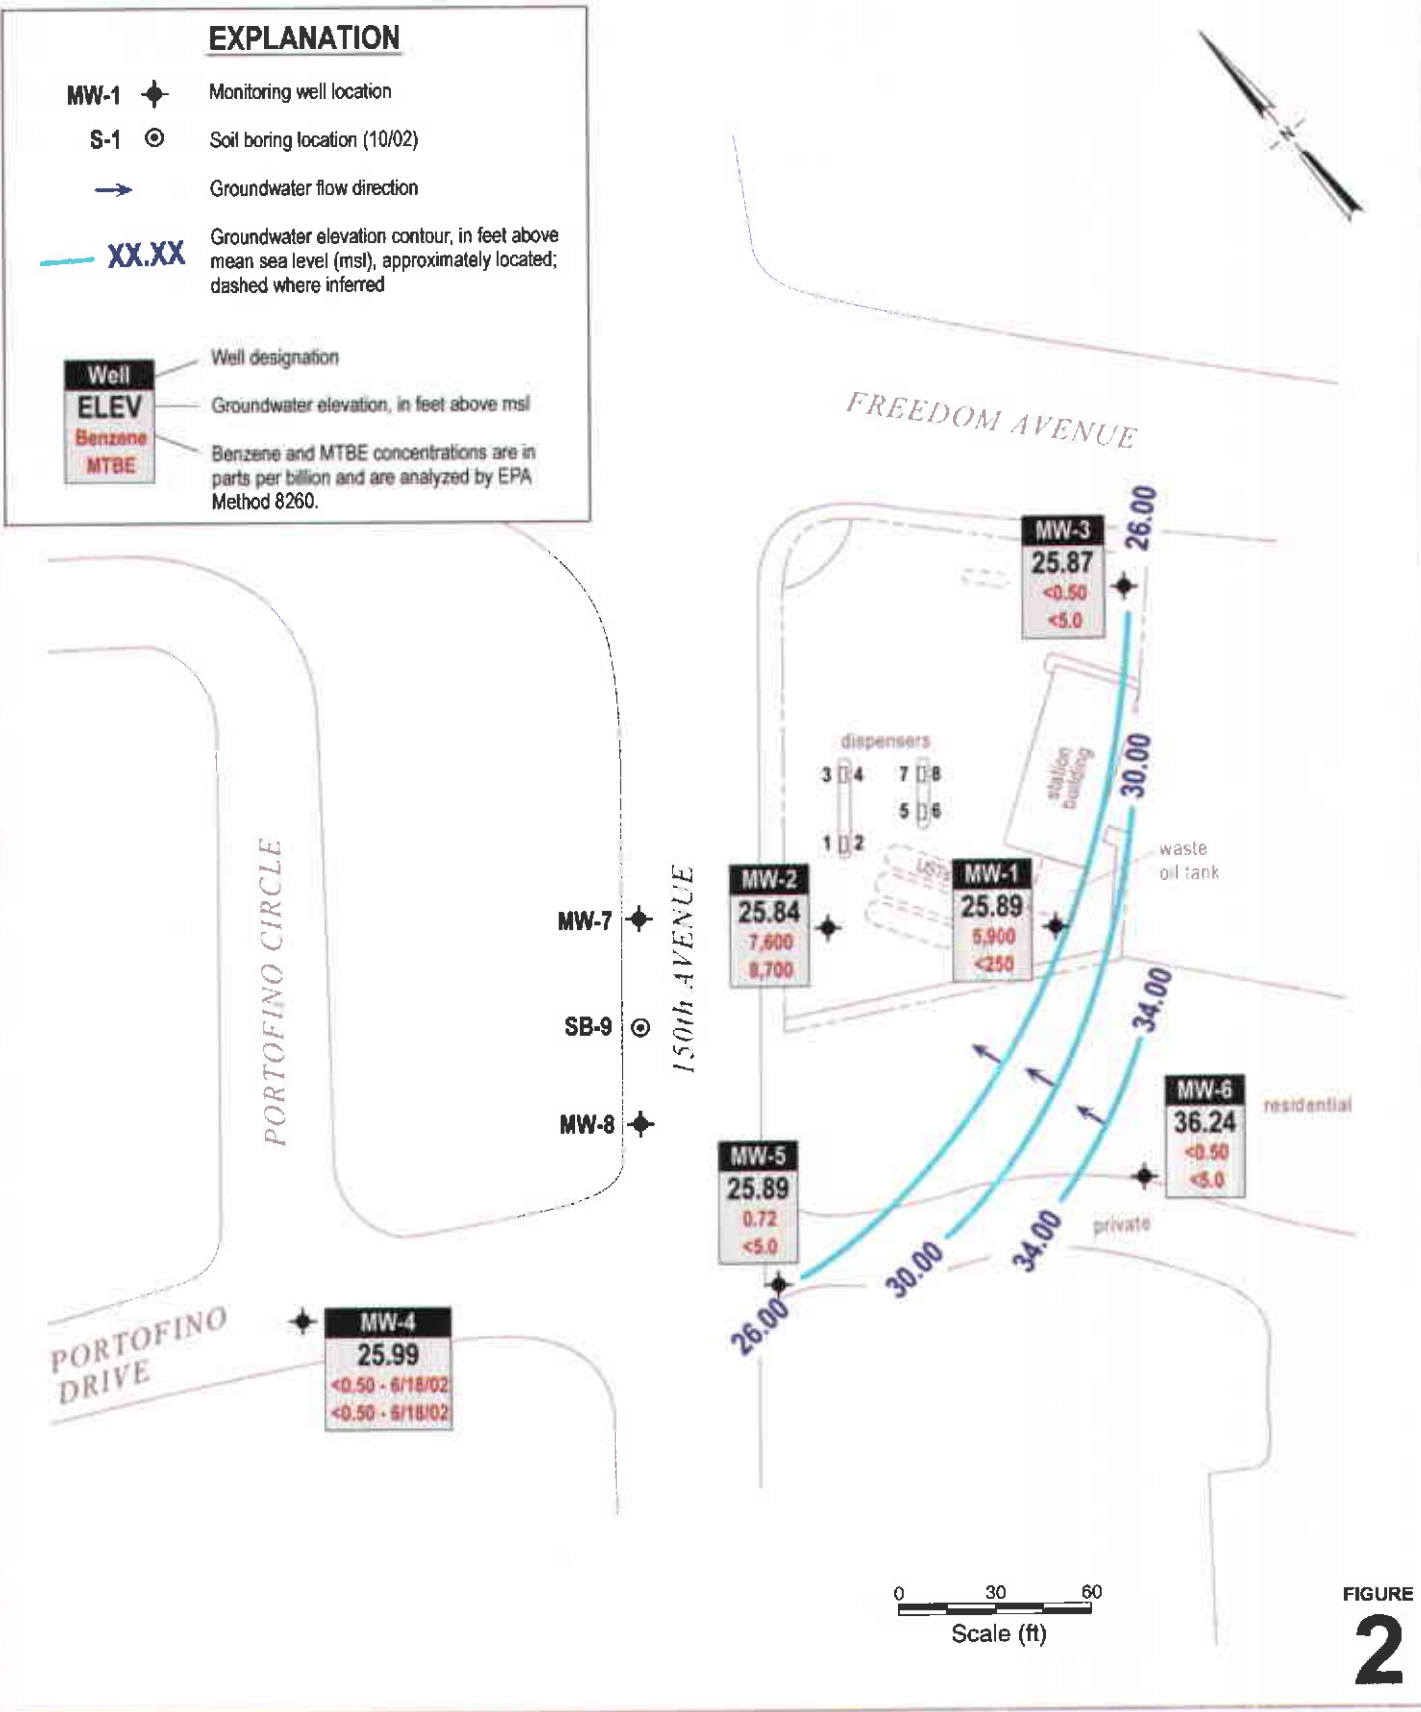 EXPLANATION
MW-1 Monitoring well location
S-1 Soil boring location (10/02)
Groundwater flow direction
XX.XX Groundwater elevation contour, in feet above
mean sea level (msl), approximately located;
dashed where inferred
Well Well designation
ELEV Groundwater elevation, in feet above msl
Benzene
MTBE
Benzene and MTBE concentrations are in
parts per billion and are analyzed by EPA
Method 8260.
N
FREEDOM AVENUE
26.00
MW-3
25.87
<0.50
<5.0
30.00
station
building
dispensers
3 4 7 8
5 6
1 2
waste
oil tank
MW-2
25.84
7,600
8,700
MW-1
25.89
5,900
<250
MW-7
150th AVENUE
PORTOFINO CIRCLE
SB-9
34.00
MW-8
MW-6
36.24
<0.50
<5.0
residential
MW-5
25.89
0.72
<5.0
private
34.00
30.00
26.00
PORTOFINO
DRIVE
MW-4
25.99
<0.50 - 6/18/02
<0.50 - 6/18/02
0 30 60
Scale (ft)
FIGURE
2